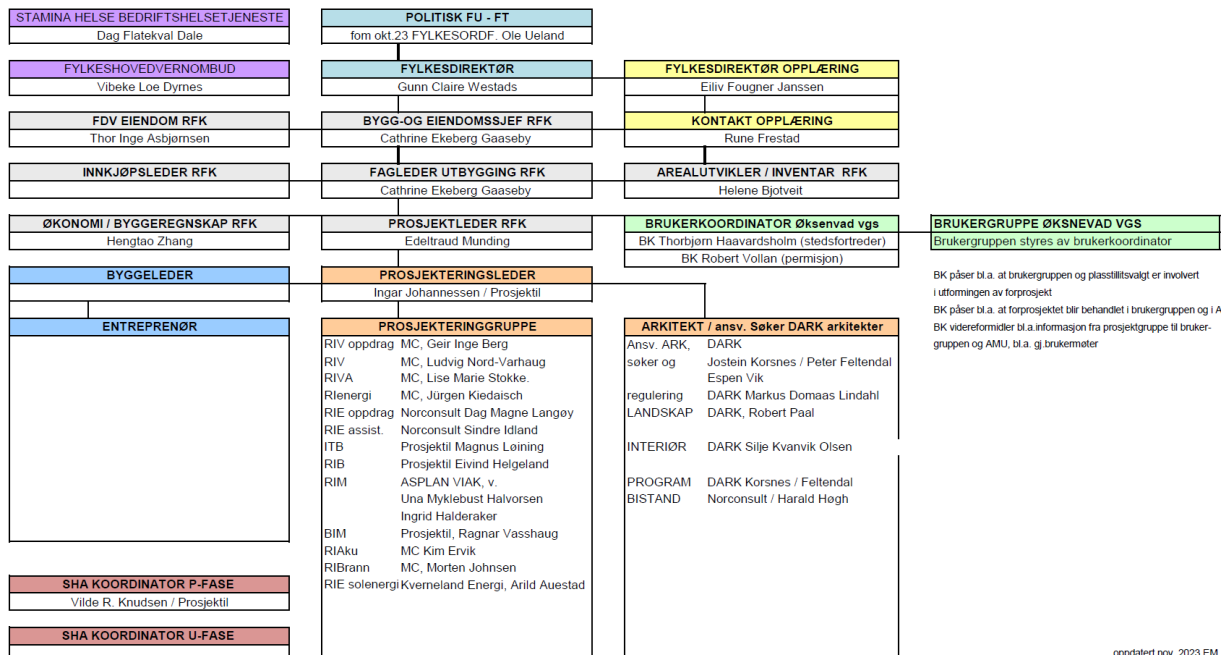 STAMINA HELSE BEDRIFTSHELSETJENESTE
Dag Flatekval Dale
POLITISK FU - FT
fom okt.23 FYLKESORDF. Ole Ueland
FYLKESHOVEDVERNOMBUD
Vibeke Loe Dyrnes
FYLKESDIREKTØR
Gunn Claire Westads
FYLKESDIREKTØR OPPLÆRING
Eiliv Fougner Janssen
FDV EIENDOM RFK
Thor Inge Asbjørnsen
BYGG-OG EIENDOMSSJEF RFK
Cathrine Ekeberg Gaaseby
KONTAKT OPPLÆRING
Rune Frestad
INNKJØPSLEDER RFK
FAGLEDER UTBYGGING RFK
Cathrine Ekeberg Gaaseby
AREALUTVIKLER / INVENTAR RFK
Helene Bjotveit
ØKONOMI / BYGGEREGNSKAP RFK
Hengtao Zhang
PROSJEKTLEDER RFK
Edeltraud Munding
BRUKERKOORDINATOR Øksenvad vgs
BK Thorbjørn Haavardsholm (stedsfortreder)
BK Robert Vollan (permisjon)
BRUKERGRUPPE ØKSNEVAD VGS
Brukergruppen styres av brukerkoordinator
BK påser bl.a. at brukergruppen og plasstillitsvalgt er involvert
i utformingen av forprosjekt
BK påser bl.a. at forprosjektet blir behandlet i brukergruppen og i A
BK videreformidler bl.a.informasjon fra prosjektgruppe til bruker-
gruppen og AMU, bl.a. gj.brukermøter
BYGGELEDER
PROSJEKTERINGSLEDER
Ingar Johannessen / Prosjektil
ENTREPRENØR
PROSJEKTERINGGRUPPE
RIV oppdrag MC, Geir Inge Berg
RIV MC, Ludvig Nord-Varhaug
RIVA MC, Lise Marie Stokke.
RIenergi MC, Jürgen Kiedaisch
RIE oppdrag Norconsult Dag Magne Langøy
RIE assist. Norconsult Sindre Idland
ITB Prosjektil Magnus Løining
RIB Prosjektil Eivind Helgeland
RIM ASPLAN VIAK, v.
Una Myklebust Halvorsen
Ingrid Halderaker
BIM Prosjektil, Ragnar Vasshaug
RIAku MC Kim Ervik
RIBrann MC, Morten Johnsen
RIE solenergi Kverneland Energi, Arild Auestad
ARKITEKT / ansv. Søker DARK arkitekter
Ansv. ARK, DARK
søker og Jostein Korsnes / Peter Feltendal
Espen Vik
regulering DARK Markus Domaas Lindahl
LANDSKAP DARK, Robert Paal
INTERIØR DARK Silje Kvanvik Olsen
PROGRAM DARK Korsnes / Feltendal
BISTAND Norconsult / Harald Høgh
SHA KOORDINATOR P-FASE
Vilde R. Knudsen / Prosjektil
SHA KOORDINATOR U-FASE
oppdatert nov. 2023 EM